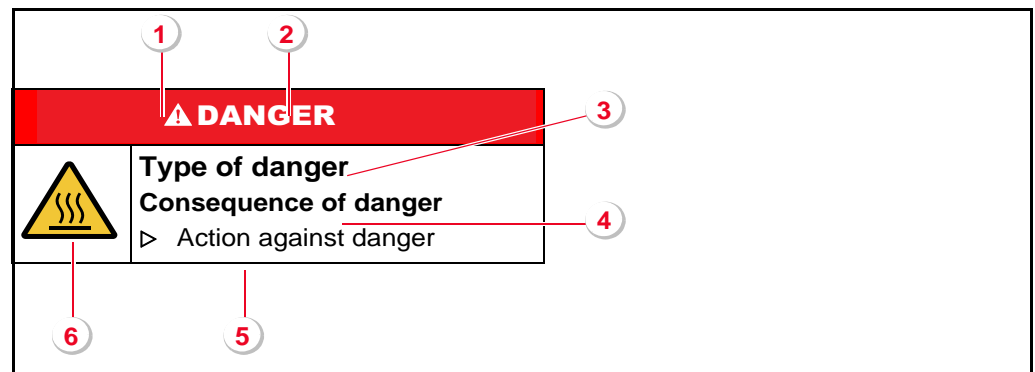 1 2
DANGER
3
Type of danger
Consequence of danger
4
▷ Action against danger
6 5